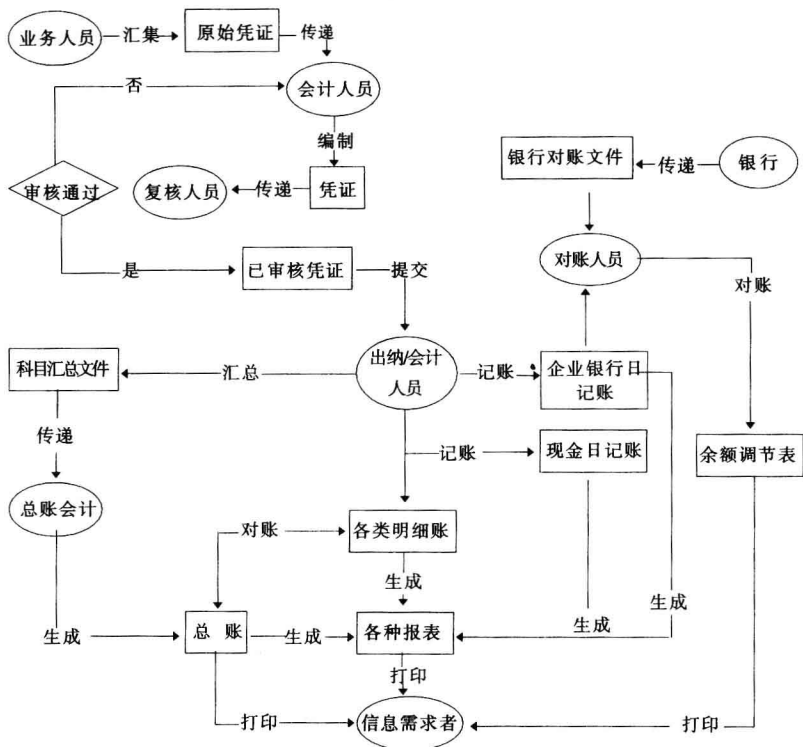 业务人员
汇集
原始凭证
传递
否
会计人员
编制
银行对账文件
传递
银行
审核通过
复核人员
传递
凭证
是
已审核凭证
提交
对账人员
对账
科目汇总文件
汇总
出纳/会计
人员
记账
企业银行日
记账
传递
记账
现金日记账
余额调节表
总账会计
对账
各类明细账
生成
生成
生成
总 账
生成
各种报表
生成
打印
打印
信息需求者
打印